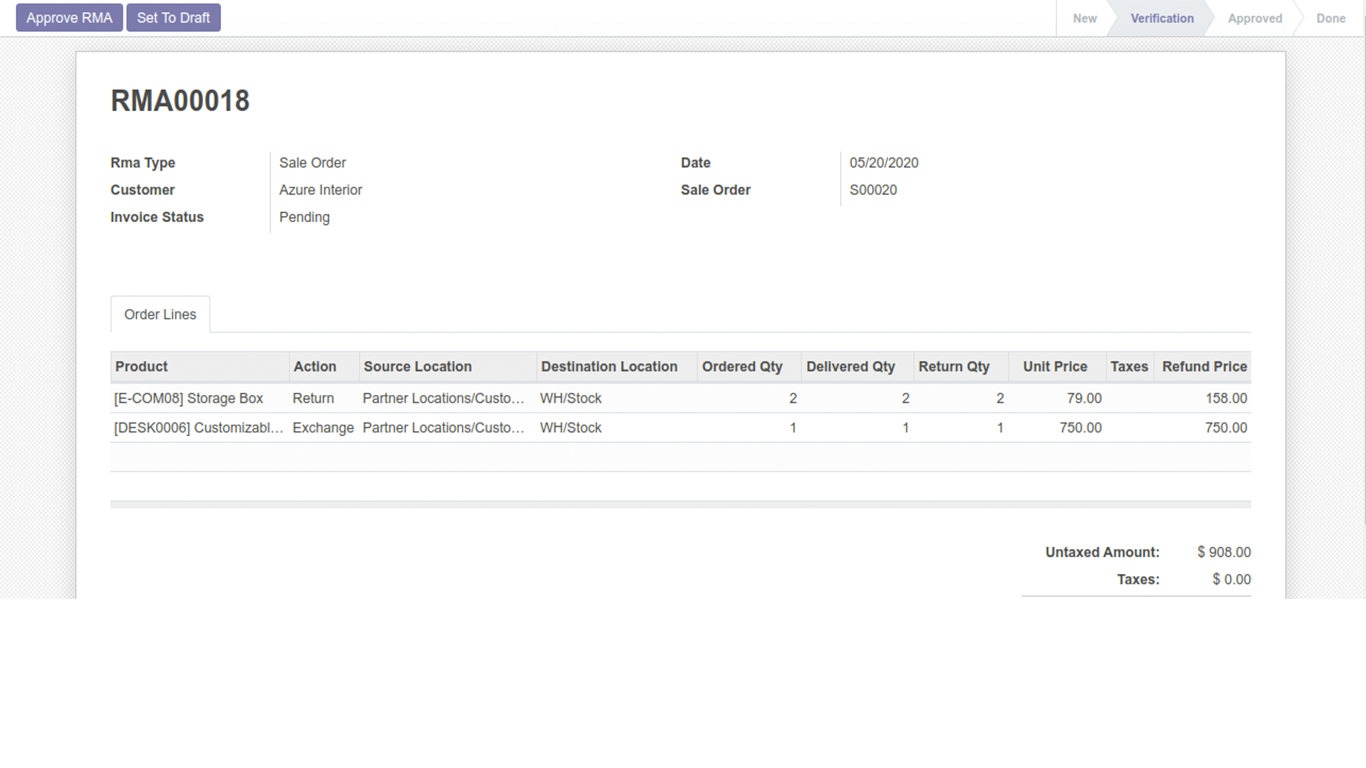 Approve RMA Set To Draft New Verification Approved Done
RMA00018
Rma Type Sale Order Date 05/20/2020
Customer Azure Interior Sale Order S00020
Invoice Status Pending
Order Lines
Product Action Source Location Destination Location Ordered Qty Delivered Qty Return Qty Unit Price Taxes Refund Price
[E-COM08] Storage Box Return Partner Locations/Custo... WH/Stock 2 2 2 79.00 158.00
[DESK0006] Customizabl... Exchange Partner Locations/Custo... WH/Stock 1 1 1 750.00 750.00
Untaxed Amount: $ 908.00
Taxes: $ 0.00